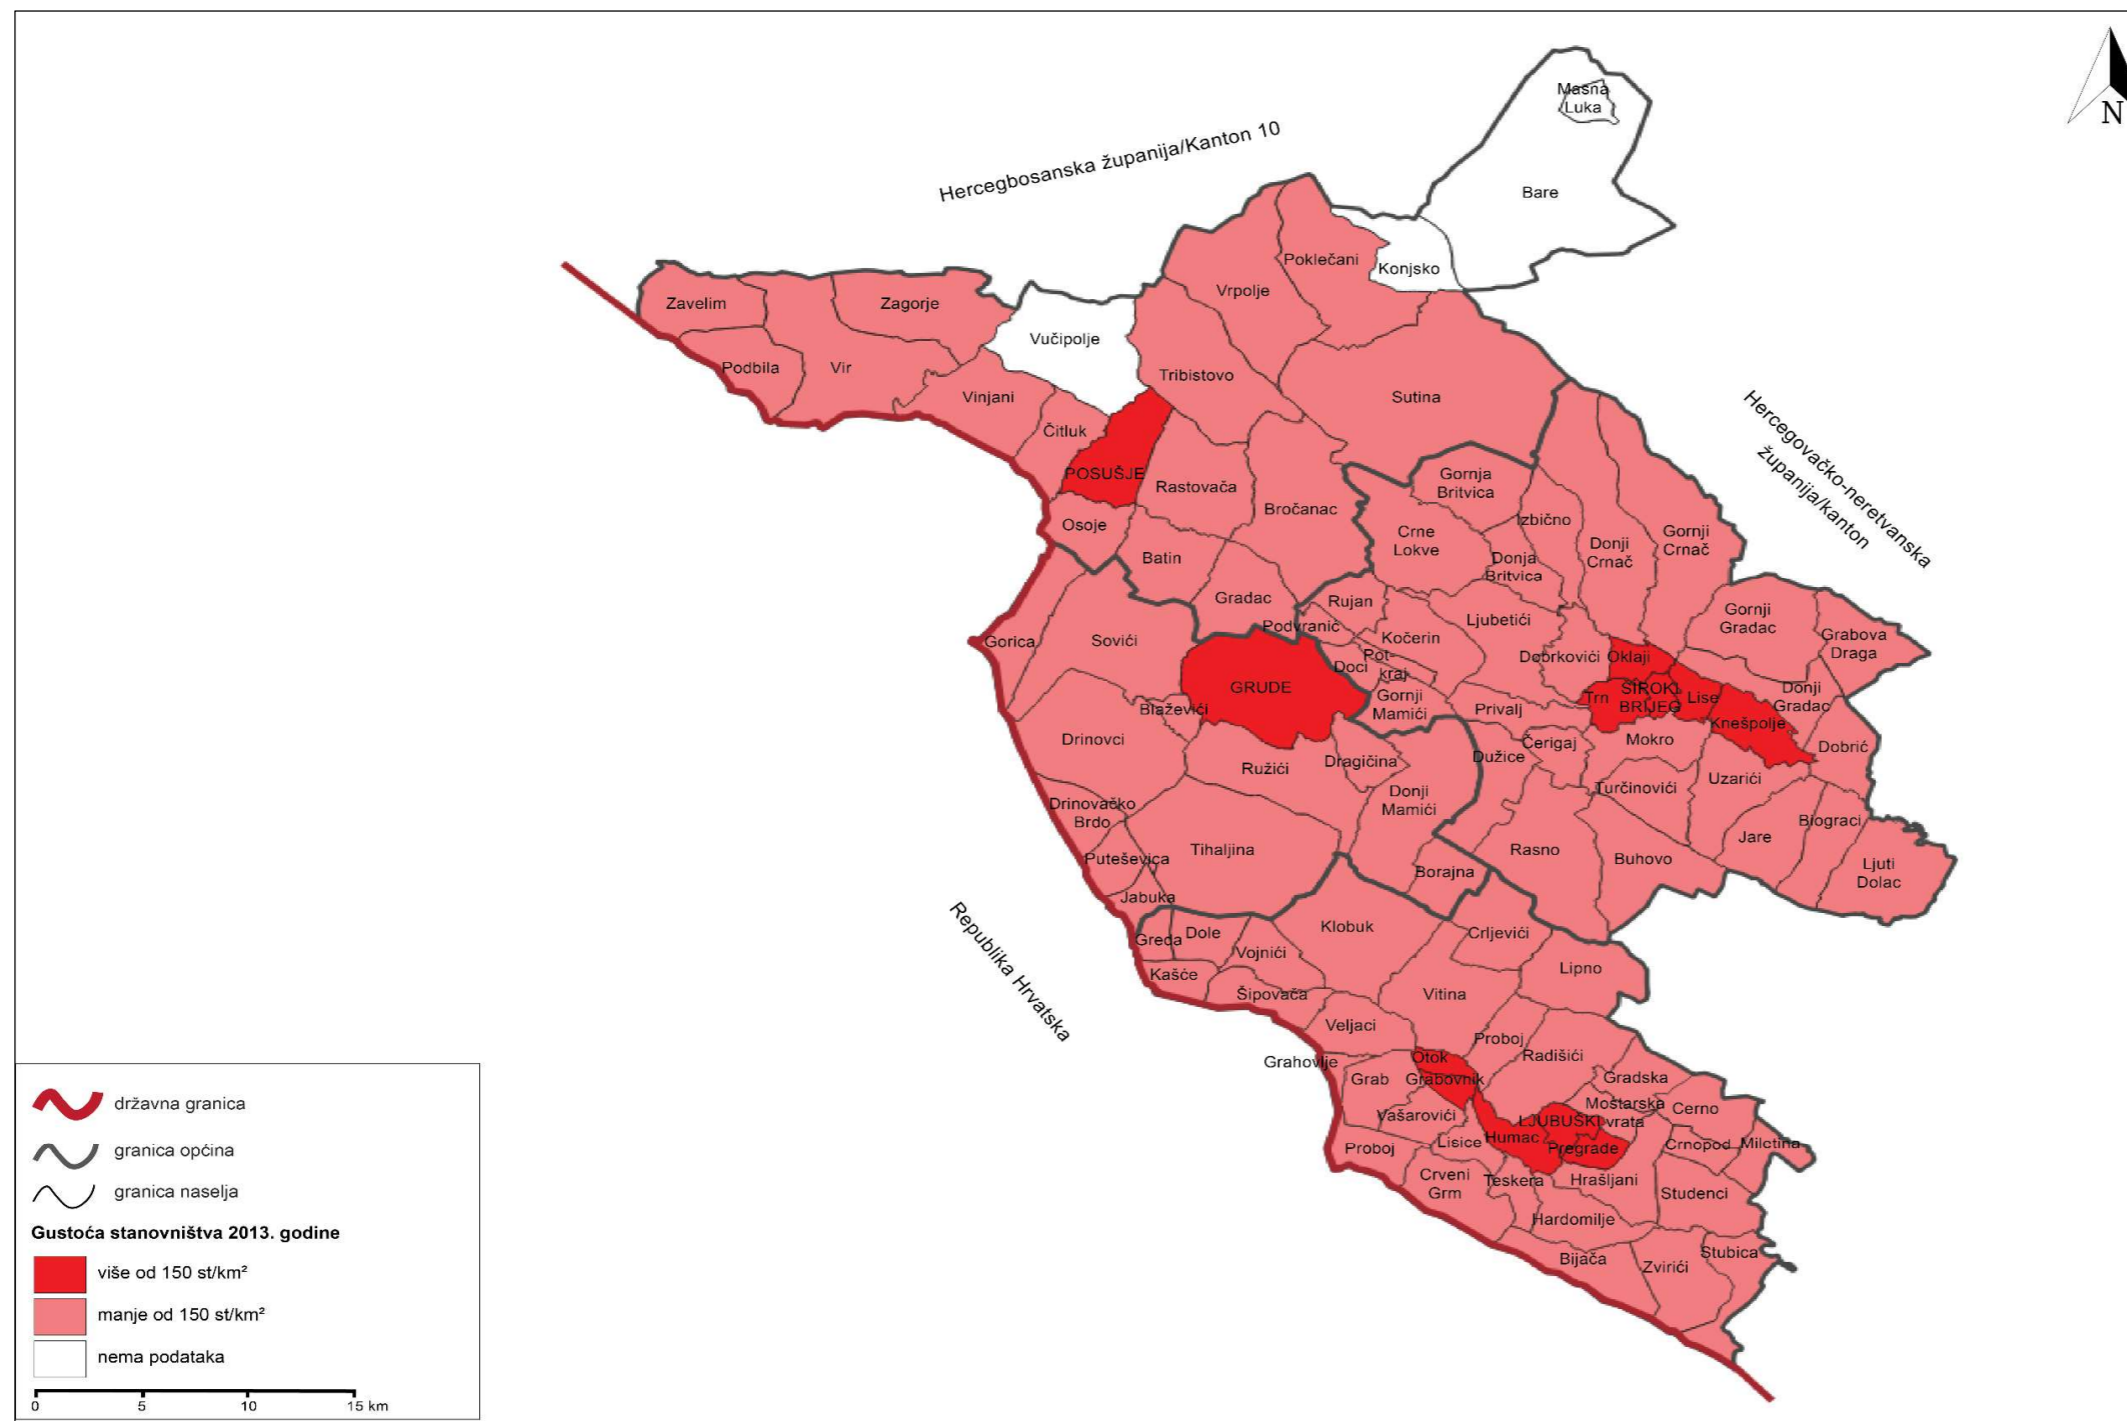 N
Hercegbosanska županija/Kanton 10
Masna
Luka
Bare
Poklečani
Konjsko
Vrpolje
Zavelim
Zagorje
Vučipolje
Podbila
Vir
Tribistovo
Vinjani
Sutina
Čitluk
Hercegovačko-neretvanska
županija/kanton
POSUŠJE
Rastovača
Gornja
Britvica
Bročanac
Osoje
Izbično
Crne
Lokve
Donji
Crnač
Gornji
Crnač
Batin
Donja
Britvica
Gradac
Rujan
Podvranić
Ljubetići
Gornji
Gradac
Grabova
Draga
Gorica
Sovići
Kočerin
Dobrkovići
Oklaji
Doci
Pot-
kraj
GRUDE
Gornji
Mamići
Trn
ŠIROKI
BRIJEG
Lise
Donji
Gradac
Blaževići
Privalj
Knešpolje
Drinovci
Čerigaj
Mokro
Dobrić
Dužice
Ružići
Dragičina
Uzarići
Turčinovići
Donji
Mamići
Drinovačko
Brdo
Biograci
Jare
Tihaljina
Rasno
Buhovo
Puteševica
Ljuti
Dolac
Borajna
Jabuka
Republika Hrvatska
Klobuk
Crljevići
Greda
Dole
Vojnići
Lipno
Kašće
Šipovača
Vitina
Veljaci
Proboj
Radišići
Grahovlje
Otok
Grab
Grabovnik
Gradska
Vašarovići
Mostarska
vrata
Cerno
LJUBUŠKI
Humac
Lisice
Proboj
Pregrade
Crnopod
Milotina
Crveni
Grm
Teskera
Hrašljani
Studenci
Hardomilje
Bijača
Zvirići
Stubica
državna granica
granica općina
granica naselja
Gustoća stanovništva 2013. godine
više od 150 st/km²
manje od 150 st/km²
nema podataka
0 5 10 15 km